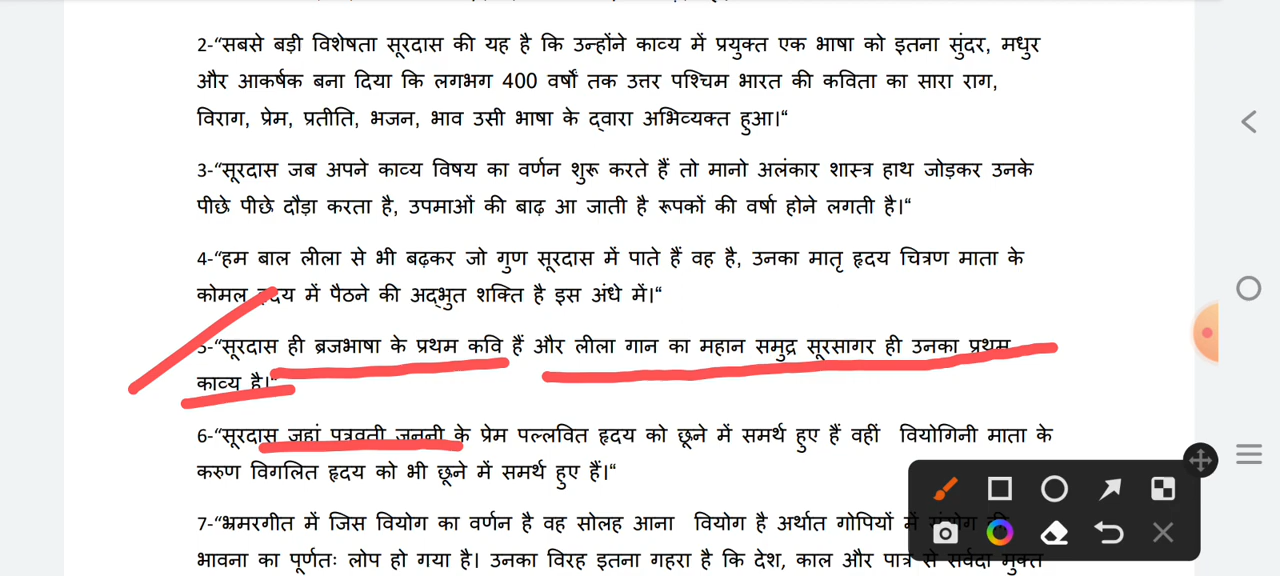 2-“सबसे बड़ी विशेषता सूरदास की यह है कि उन्होंने काव्य में प्रयुक्त एक भाषा को इतना सुंदर, मधुर
और आकर्षक बना दिया कि लगभग 400 वर्षों तक उत्तर पश्चिम भारत की कविता का सारा राग,
विराग, प्रेम, प्रतीति, भजन, भाव उसी भाषा के द्वारा अभिव्यक्त हुआ।“
3-“सूरदास जब अपने काव्य विषय का वर्णन शुरू करते हैं तो मानो अलंकार शास्त्र हाथ जोड़कर उनके
पीछे पीछे दौड़ा करता है, उपमाओं की बाढ़ आ जाती है रूपकों की वर्षा होने लगती है।“
4-“हम बाल लीला से भी बढ़कर जो गुण सूरदास में पाते हैं वह है, उनका मातृ हृदय चित्रण माता के
कोमल हृदय में पैठने की अद्भुत शक्ति है इस अंधे में।“
5-“सूरदास ही ब्रजभाषा के प्रथम कवि हैं और लीला गान का महान समुद्र सूरसागर ही उनका प्रथम
काव्य है।“
6-“सूरदास जहां पुत्रवती जननी के प्रेम पल्लवित हृदय को छूने में समर्थ हुए हैं वहीं वियोगिनी माता के
करुण विगलित हृदय को भी छूने में समर्थ हुए हैं।“
7-“भ्रमरगीत में जिस वियोग का वर्णन है वह सोलह आना वियोग है अर्थात गोपियों में संयोग की
भावना का पूर्णतः लोप हो गया है। उनका विरह इतना गहरा है कि देश, काल और पात्र से सर्वदा मुक्त